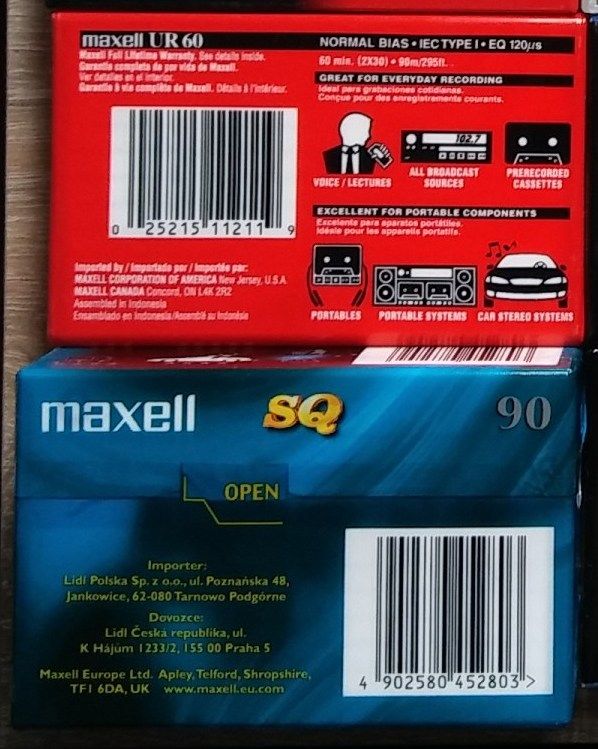 maxell UR 60
Maxell Full Lifetime Warranty. See details inside.
Garantía completa de por vida de Maxell.
Ver detalles en el interior.
Garantie à vie complète de Maxell. Détails à l'intérieur.
0 25215 11211 9
Imported by / Importado por / Importée par:
MAXELL CORPORATION OF AMERICA New Jersey, U.S.A.
MAXELL CANADA Concord, ON L4K 2R2
Assembled in Indonesia
Ensamblado en Indonesia/Assemblé au Indonésie
NORMAL BIAS • IEC TYPE I • EQ 120µs
60 min. (2X30) • 90m/295ft.
GREAT FOR EVERYDAY RECORDING
Ideal para grabaciones cotidianas.
Conçue pour des enregistrements courants.
102.7
VOICE / LECTURES
ALL BROADCAST
SOURCES
PRERECORDED
CASSETTES
EXCELLENT FOR PORTABLE COMPONENTS
Excelente para aparatos portátiles.
Idéale pour les appareils portatifs.
PORTABLES
PORTABLE SYSTEMS
CAR STEREO SYSTEMS
maxell SQ 90
OPEN
Importer:
Lidl Polska Sp. z o.o., ul. Poznańska 48,
Jankowice, 62-080 Tarnowo Podgórne
Dovozce:
Lidl Česká republika, ul.
K Hájům 1233/2, 155 00 Praha 5
Maxell Europe Ltd. Apley, Telford, Shropshire,
TF1 6DA, UK www.maxell.eu.com
4 902580 452803 >